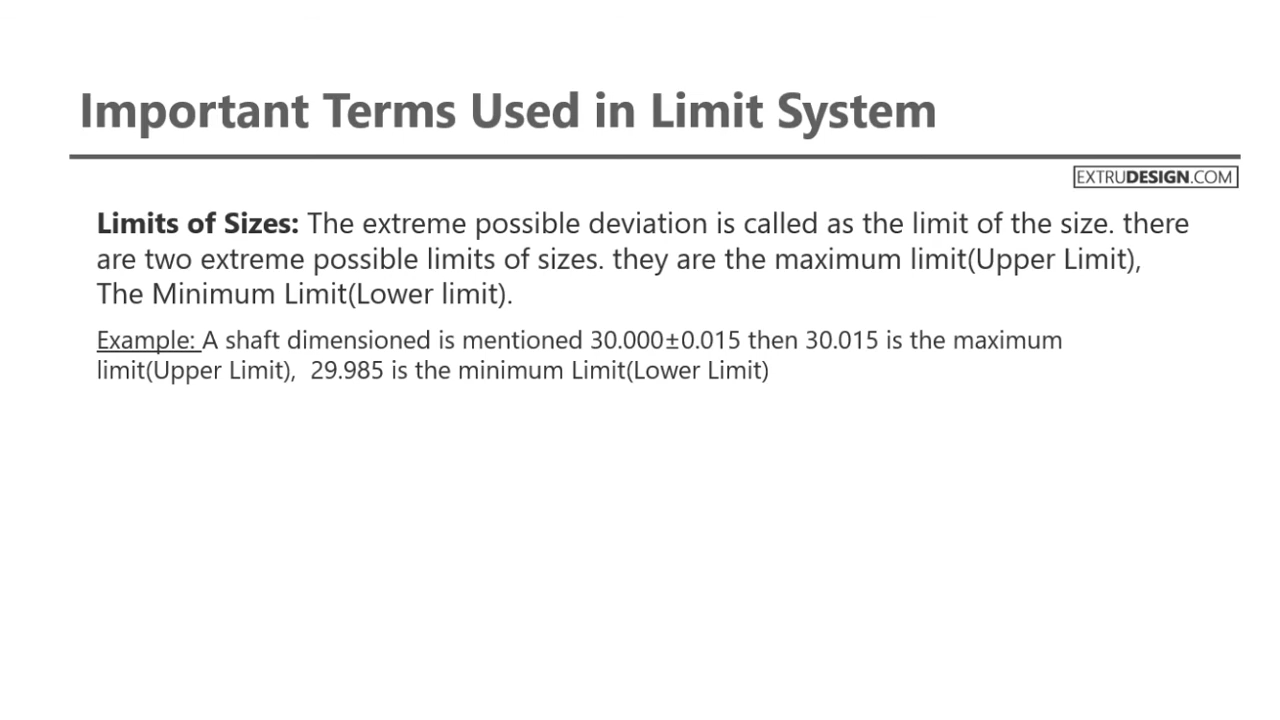 Important Terms Used in Limit System
EXTRUDESIGN.COM
Limits of Sizes: The extreme possible deviation is called as the limit of the size. there
are two extreme possible limits of sizes. they are the maximum limit(Upper Limit),
The Minimum Limit(Lower limit).
Example: A shaft dimensioned is mentioned 30.000±0.015 then 30.015 is the maximum
limit(Upper Limit),  29.985 is the minimum Limit(Lower Limit)